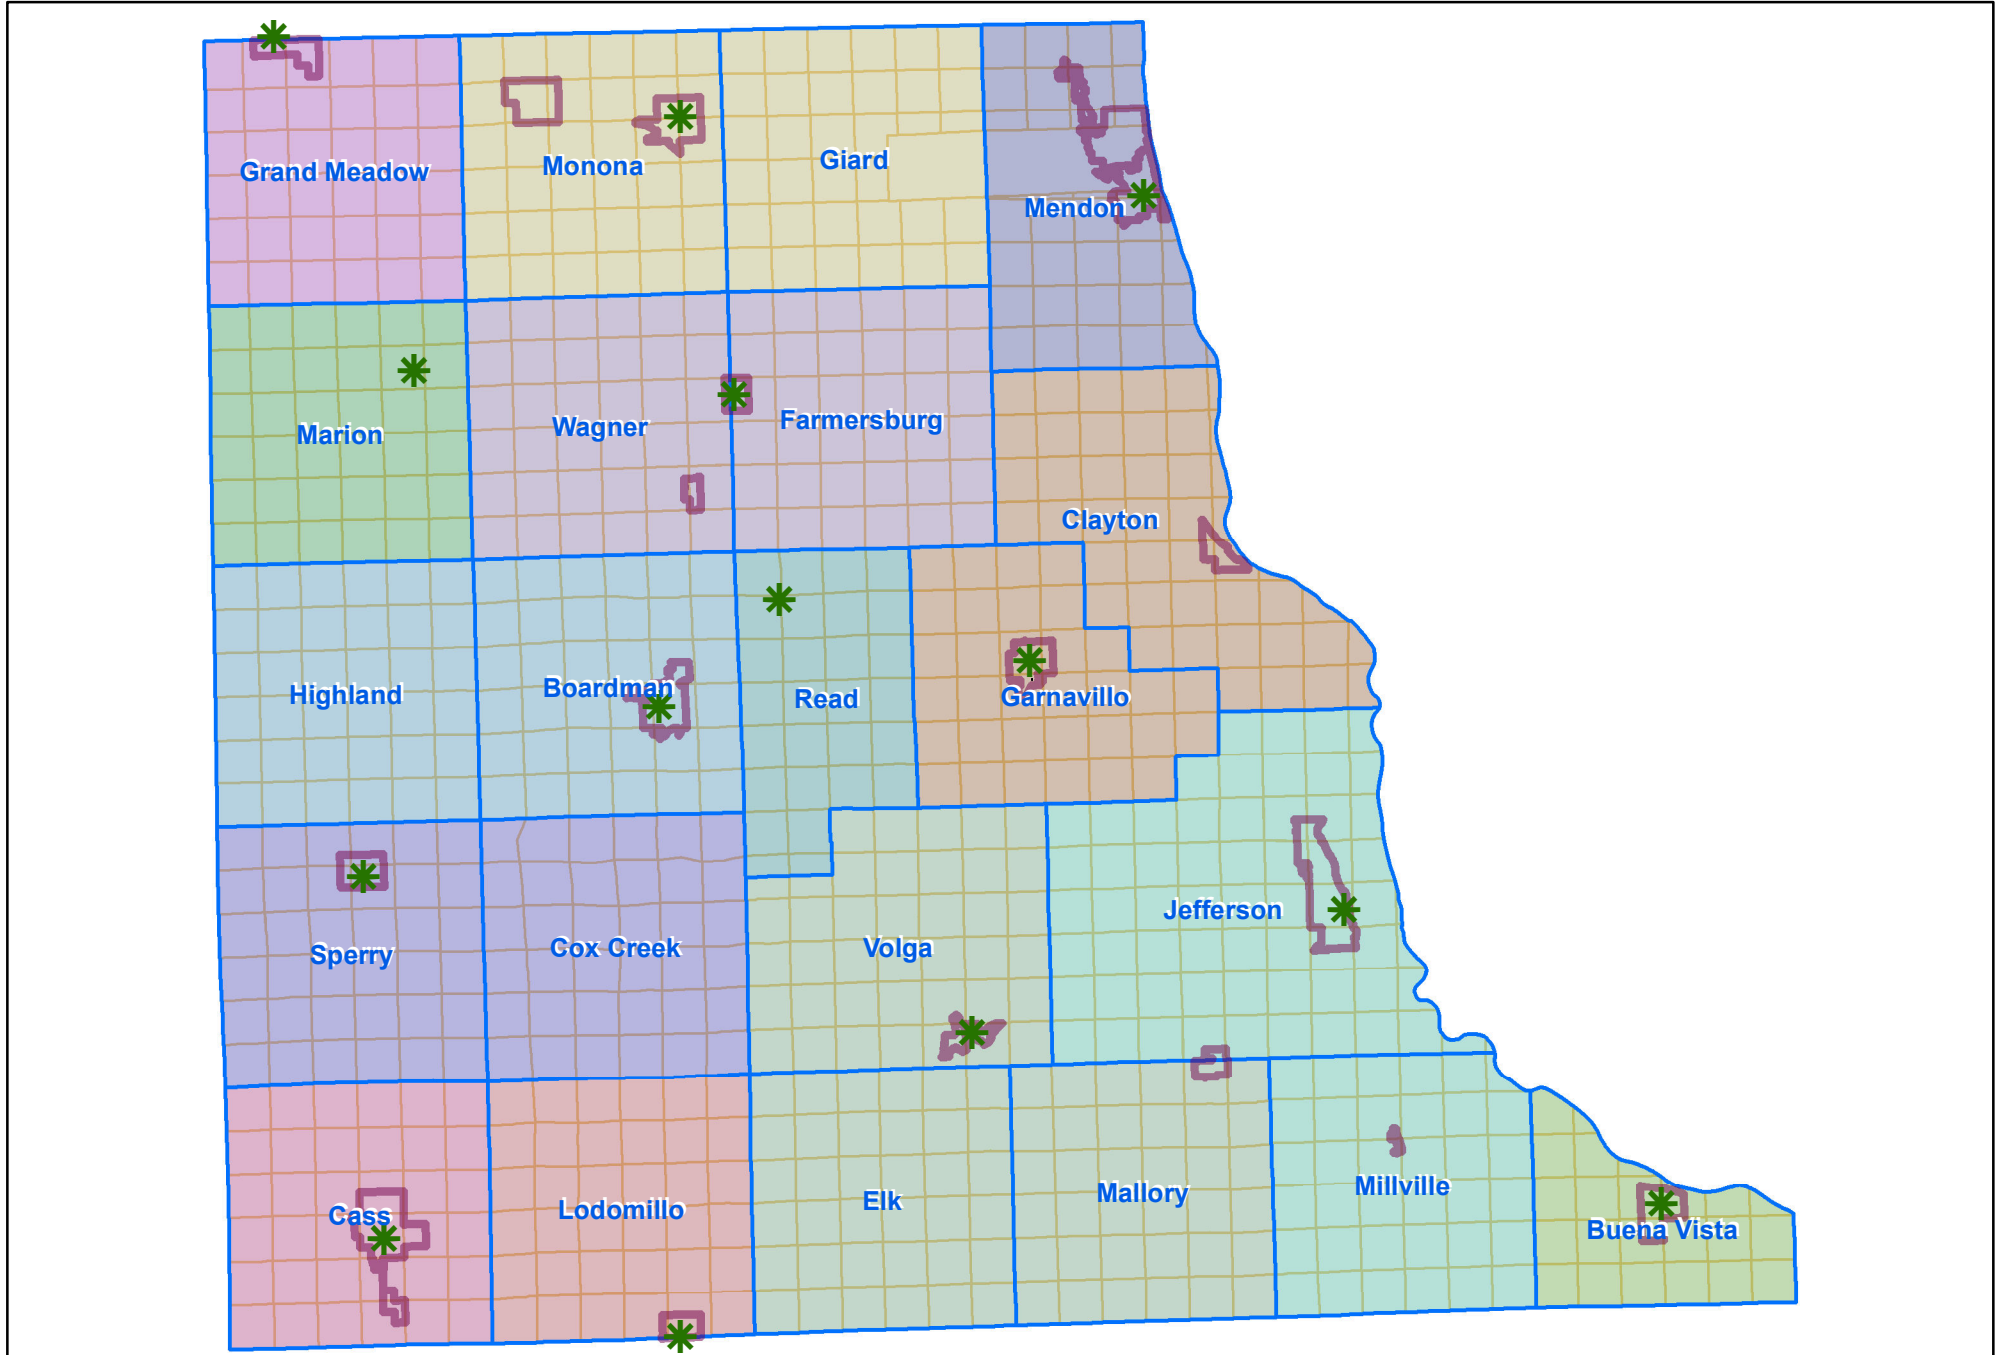 Grand Meadow
Monona
Giard
Mendon
Marion
Wagner
Farmersburg
Clayton
Highland
Boardman
Read
Garnavillo
Sperry
Cox Creek
Volga
Jefferson
Cass
Lodomillo
Elk
Mallory
Millville
Buena Vista